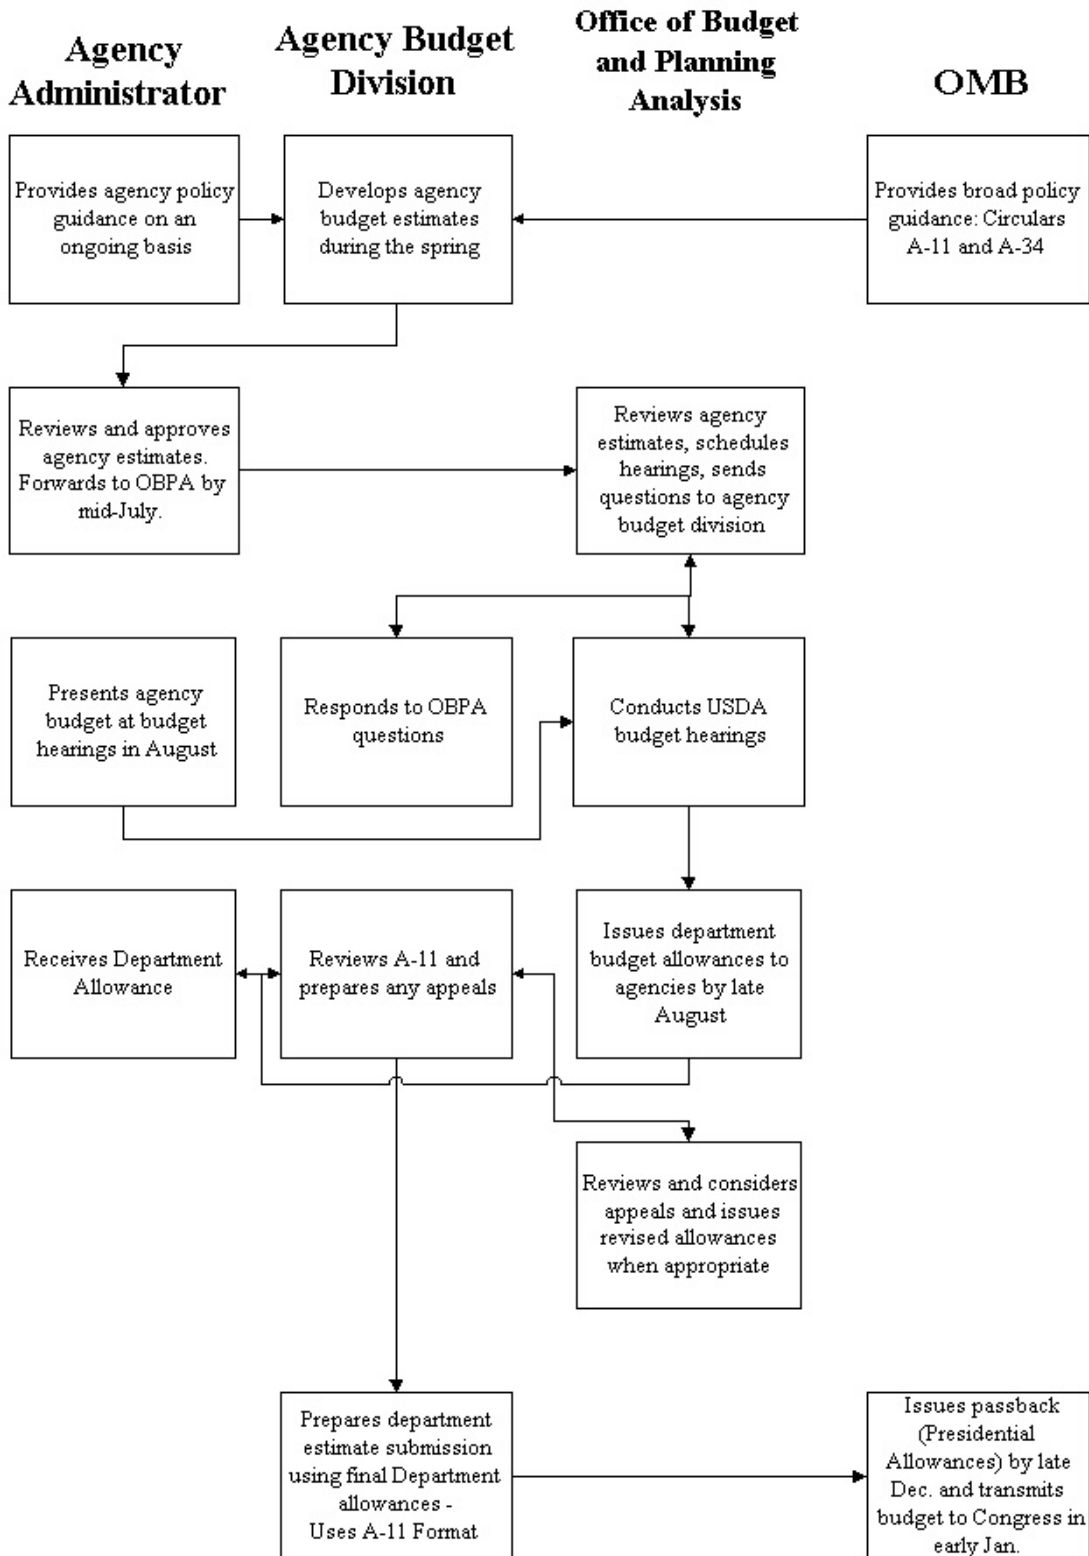 Agency
Administrator
Agency Budget
Division
Office of Budget
and Planning
Analysis
OMB
Provides agency policy
guidance on an
ongoing basis
Develops agency
budget estimates
during the spring
Provides broad policy
guidance: Circulars
A-11 and A-34
Reviews and approves
agency estimates.
Forwards to OBPA by
mid-July.
Reviews agency
estimates, schedules
hearings, sends
questions to agency
budget division
Presents agency
budget at budget
hearings in August
Responds to OBPA
questions
Conducts USDA
budget hearings
Receives Department
Allowance
Reviews A-11 and
prepares any appeals
Issues department
budget allowances to
agencies by late
August
Reviews and considers
appeals and issues
revised allowances
when appropriate
Prepares department
estimate submission
using final Department
allowances -
Uses A-11 Format
Issues passback
(Presidential
Allowances) by late
Dec. and transmits
budget to Congress in
early Jan.